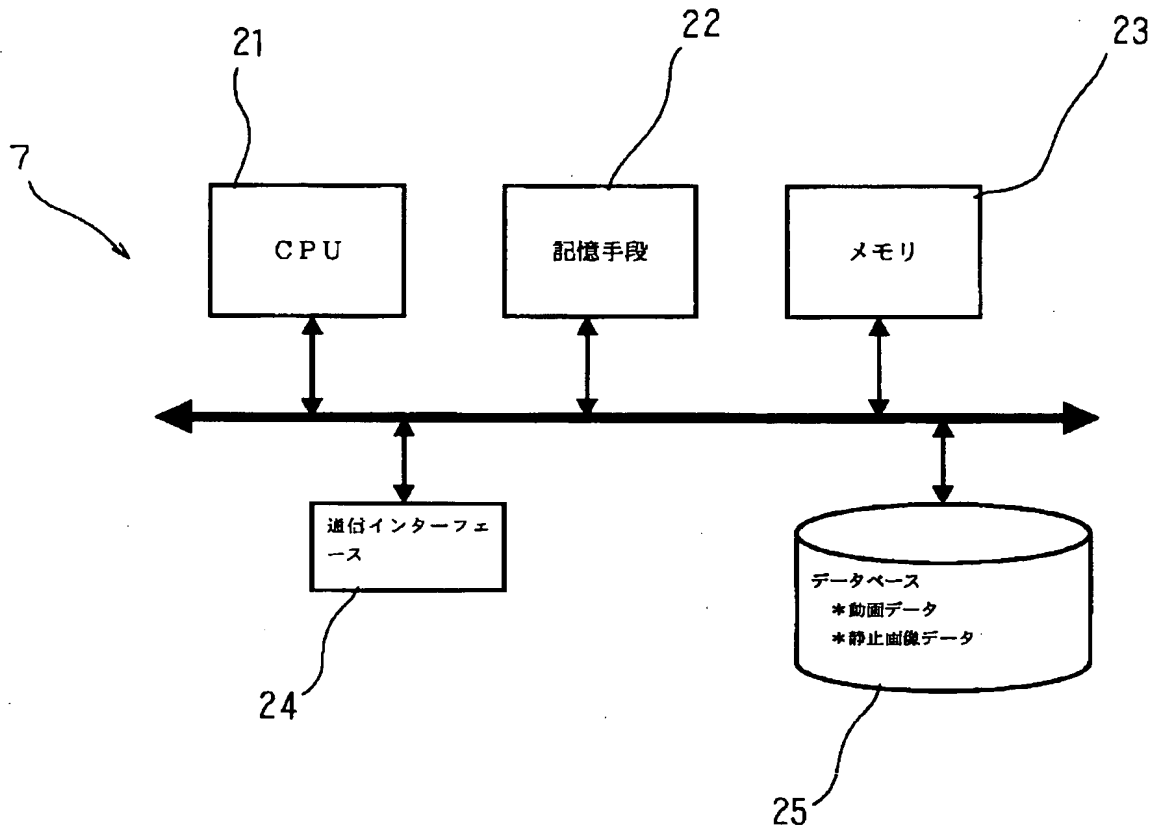 21
22
23
7
CPU
記憶手段
メモリ
通信インターフェ
ース
データベース
*動画データ
*静止画像データ
24
25